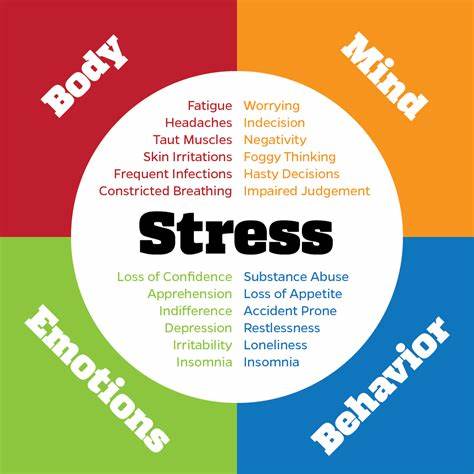 Body
Mind
Fatigue Worrying
Headaches Indecision
Taut Muscles Negativity
Skin Irritations Foggy Thinking
Frequent Infections Hasty Decisions
Constricted Breathing Impaired Judgement
Stress
Loss of Confidence Substance Abuse
Apprehension Loss of Appetite
Indifference Accident Prone
Depression Restlessness
Irritability Loneliness
Insomnia Insomnia
Emotions
Behavior